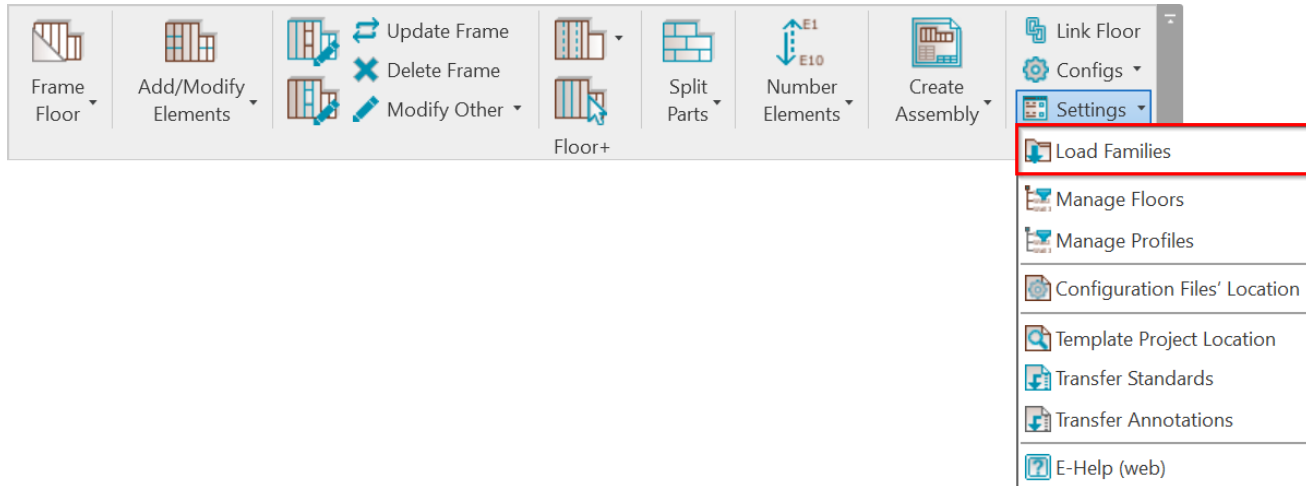 Frame
Floor
Add/Modify
Elements
Update Frame
Delete Frame
Modify Other
Split
Parts
E1
E10
Number
Elements
Create
Assembly
Link Floor
Configs
Settings
Floor+
Load Families
Manage Floors
Manage Profiles
Configuration Files’ Location
Template Project Location
Transfer Standards
Transfer Annotations
E-Help (web)